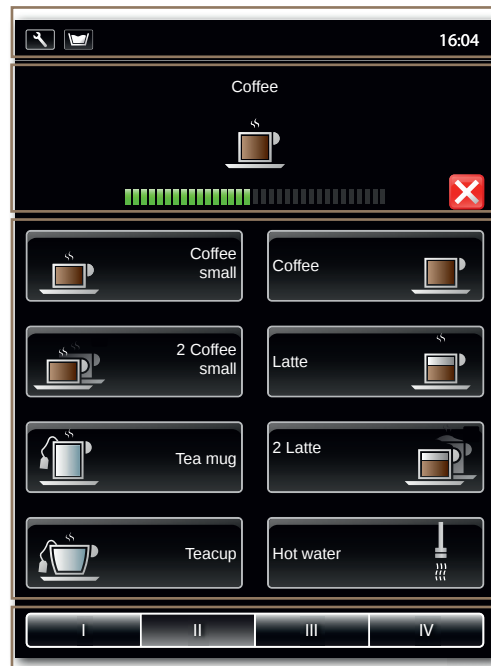 16:04
Coffee
Coffee
small
Coffee
2 Coffee
small
Latte
Tea mug
2 Latte
Teacup
Hot water
I II III IV